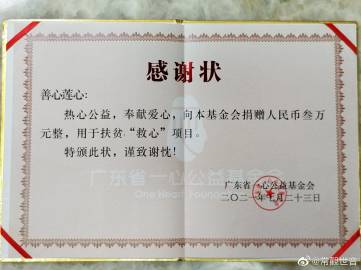 感谢状
善心莲心:
热心公益，奉献爱心，向本基金会捐赠人民币叁万
元整，用于扶贫“救心”项目。
特颁此状，谨致谢忱!
广东省一心公益基金会
One Heart Foundation
广东省一心公益基金会
二〇二一年七月二十三日
@常觀世音